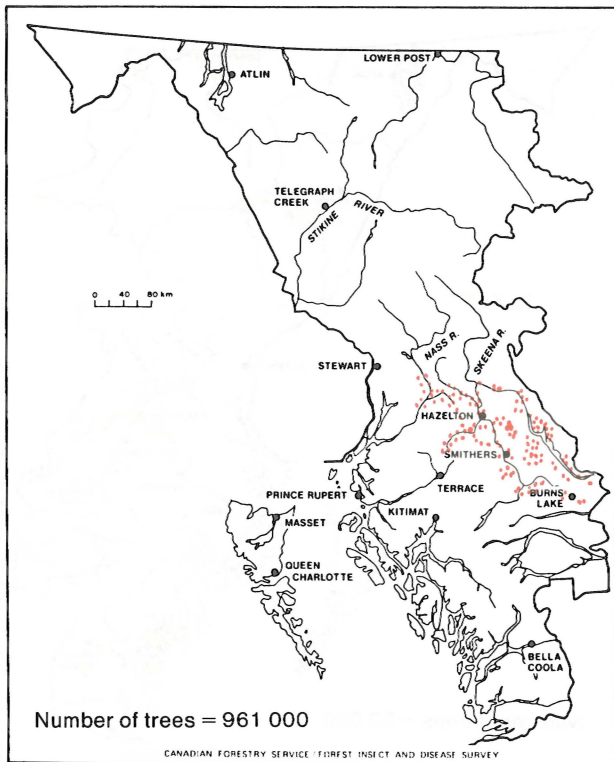 LOWER POST
ATLIN
TELEGRAPH
CREEK
STIKINE RIVER
0 40 80 km
NASS R.
SKEENA R.
STEWART
HAZELTON
SMITHERS
TERRACE
BURNS
LAKE
PRINCE RUPERT
KITIMAT
MASSET
QUEEN
CHARLOTTE
BELLA
COOLA
Number of trees = 961 000
CANADIAN FORESTRY SERVICE / FOREST INSECT AND DISEASE SURVEY